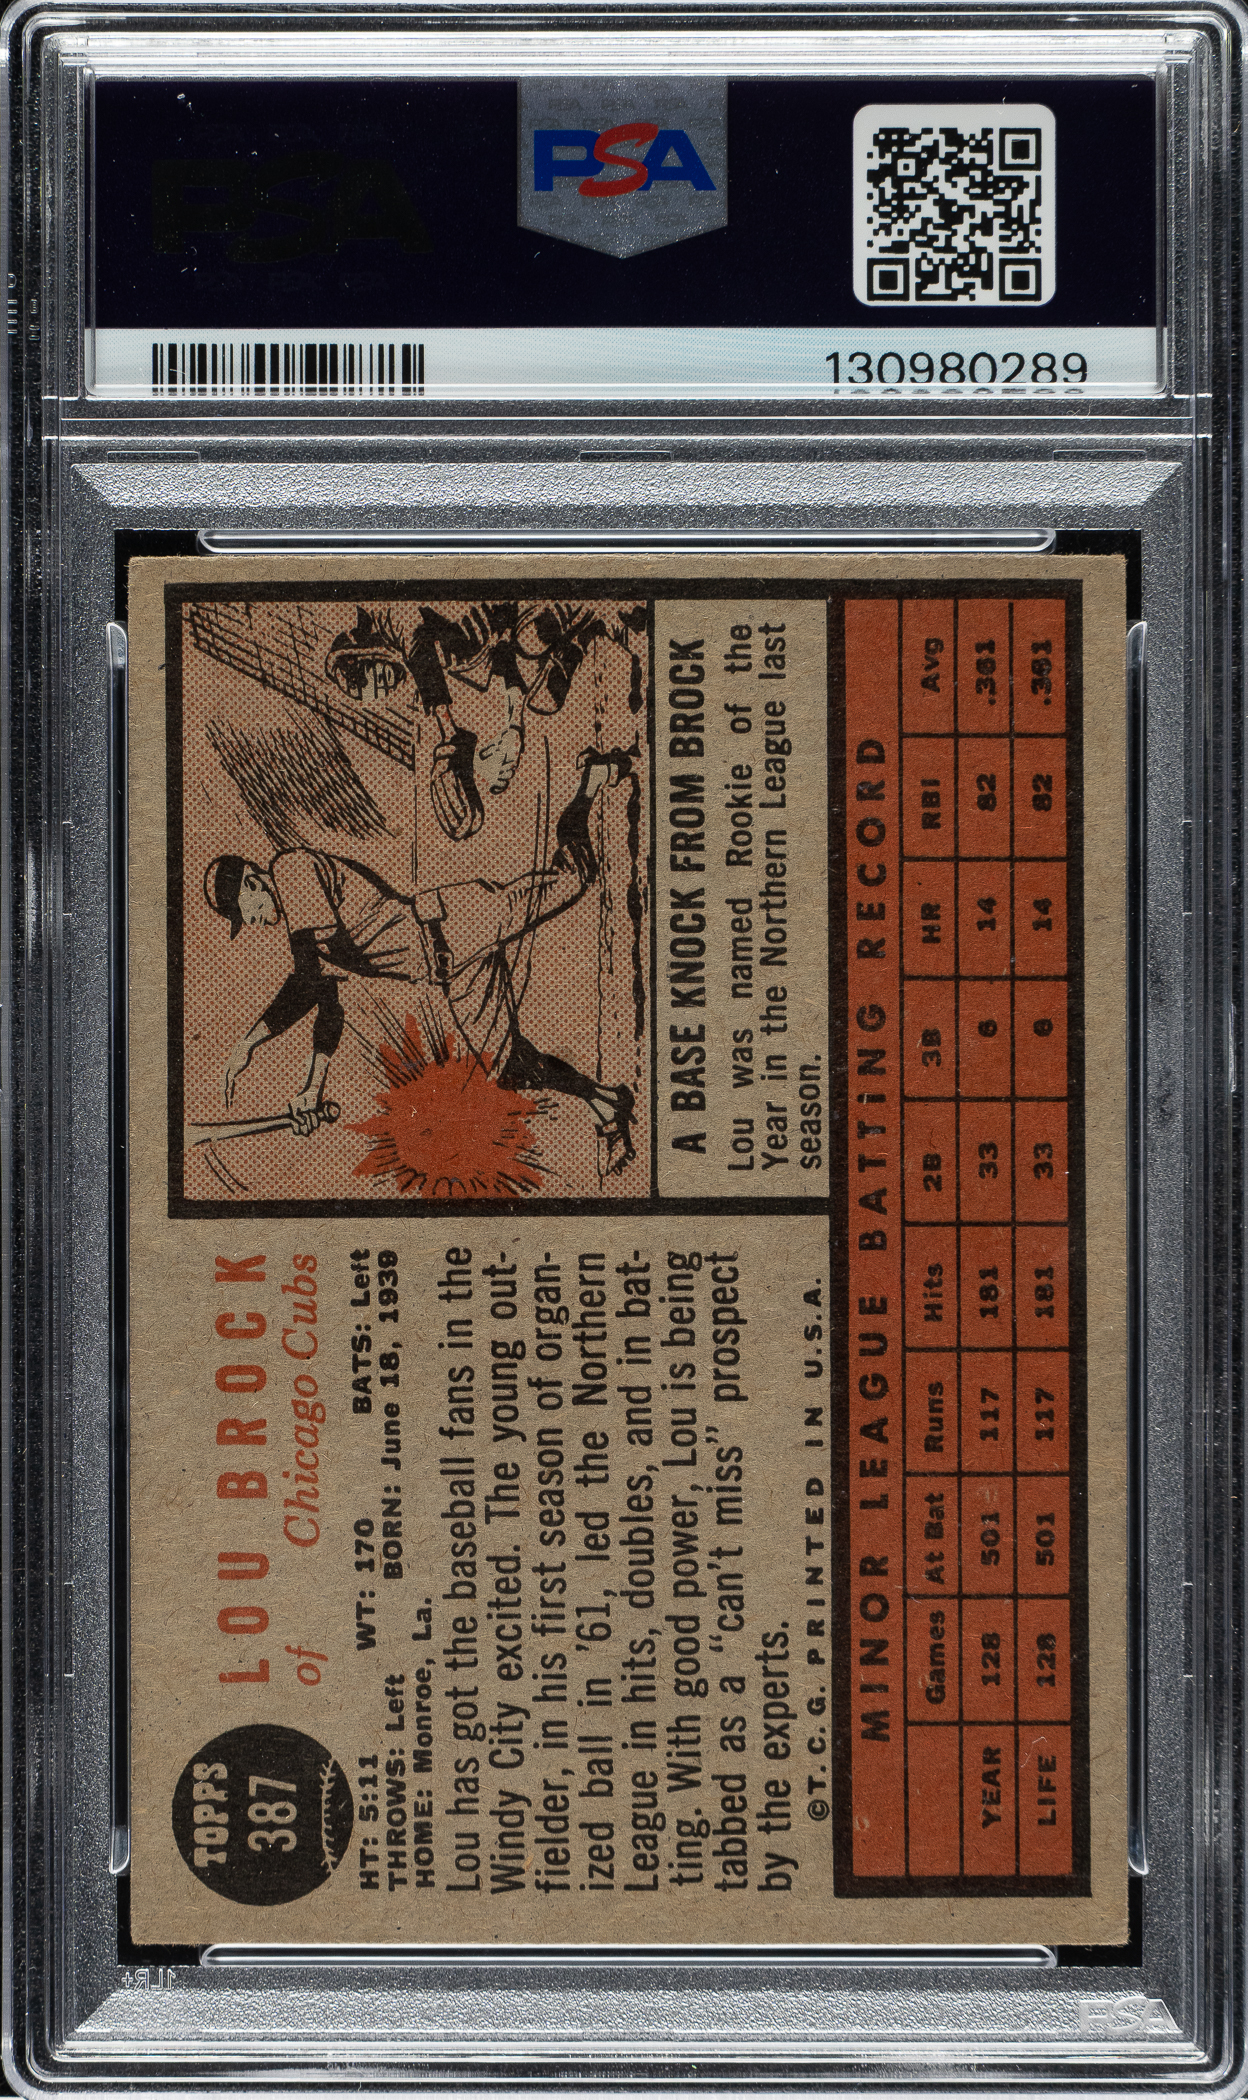 PSA
130980289
TOPPS
387
LOU BROCK
of Chicago Cubs
HT: 5:11 WT: 170 BATS: Left
THROWS: Left BORN: June 18, 1939
HOME: Monroe, La.
Lou has got the baseball fans in the
Windy City excited. The young out-
fielder, in his first season of organ-
ized ball in '61, led the Northern
League in hits, doubles, and in bat-
ting. With good power, Lou is being
tabbed as a "can't miss" prospect
by the experts.
©T. C. G. PRINTED IN U.S.A.
A BASE KNOCK FROM BROCK
Lou was named Rookie of the
Year in the Northern League last
season.
MINOR LEAGUE BATTING RECORD
Games At Bat Runs Hits 2B 3B HR RBI Avg
YEAR 128 501 117 181 33 6 14 82 .361
LIFE 128 501 117 181 33 6 14 82 .361
1LR+
PSA